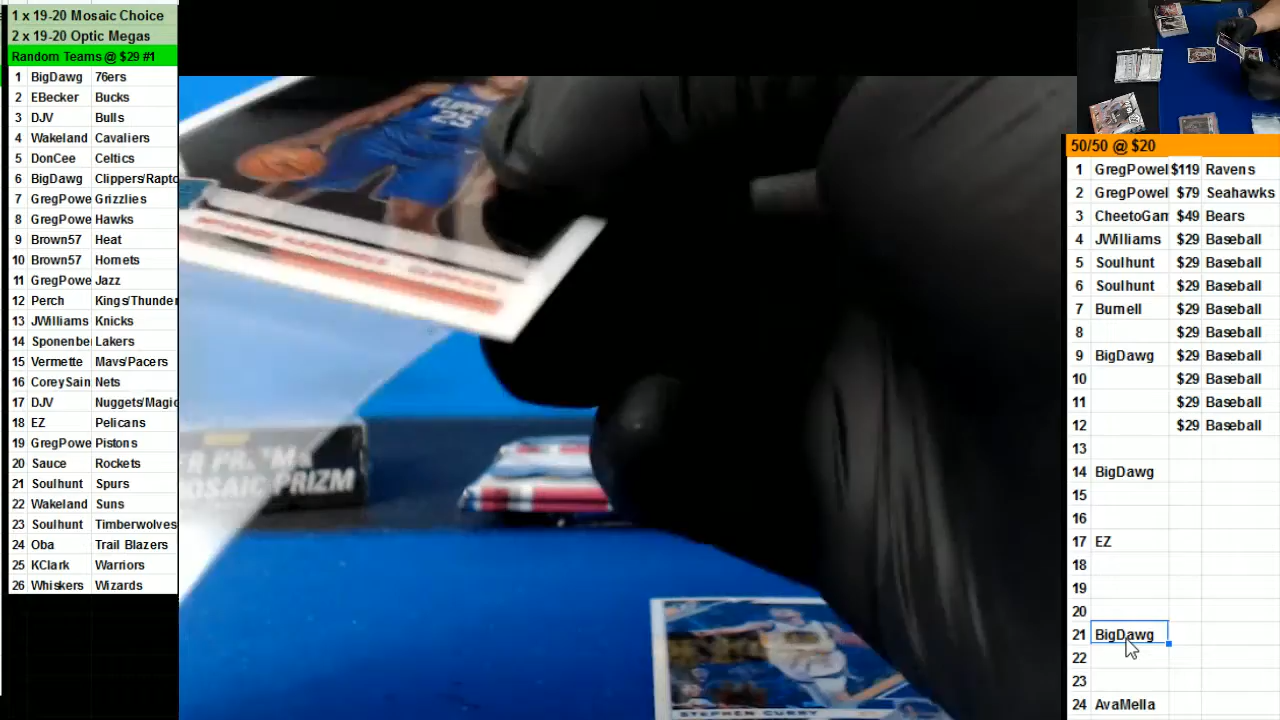 1 x 19-20 Mosaic Choice
2 x 19-20 Optic Megas
Random Teams @ $29 #1
1 BigDawg 76ers
2 EBecker Bucks
3 DJV Bulls
4 Wakeland Cavaliers
5 DonCee Celtics
6 BigDawg Clippers/Rapto
7 GregPowe Grizzlies
8 GregPowe Hawks
9 Brown57 Heat
10 Brown57 Hornets
11 GregPowe Jazz
12 Perch Kings/Thunder
13 JWilliams Knicks
14 Sponenbe Lakers
15 Vermette Mavs/Pacers
16 CoreySain Nets
17 DJV Nuggets/Magic
18 EZ Pelicans
19 GregPowe Pistons
20 Sauce Rockets
21 Soulhunt Spurs
22 Wakeland Suns
23 Soulhunt Timberwolves
24 Oba Trail Blazers
25 KClark Warriors
26 Whiskers Wizards
CLIPPERS
25
CLIPPERS
MOSAIC PRIZM
STEPHEN CURRY
50/50 @ $20
1 GregPowel $119 Ravens
2 GregPowel $79 Seahawks
3 CheetoGam $49 Bears
4 JWilliams $29 Baseball
5 Soulhunt $29 Baseball
6 Soulhunt $29 Baseball
7 Burnell $29 Baseball
8 $29 Baseball
9 BigDawg $29 Baseball
10 $29 Baseball
11 $29 Baseball
12 $29 Baseball
13
14 BigDawg
15
16
17 EZ
18
19
20
21 BigDawg
22
23
24 AvaMella